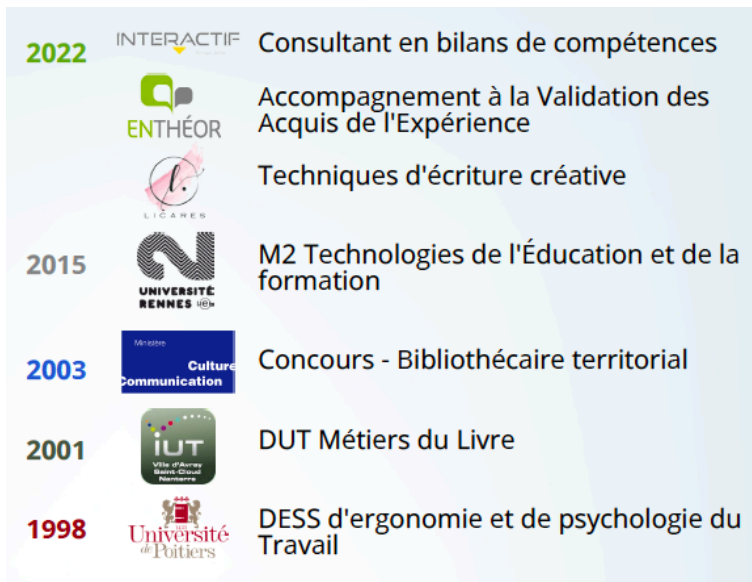 2022
INTERACTIF
Consultant en bilans de compétences
ENTHÉOR
Accompagnement à la Validation des
Acquis de l'Expérience
l.
LICARES
Techniques d'écriture créative
2015
UNIVERSITÉ
RENNES
M2 Technologies de l'Éducation et de la
formation
2003
Ministère
Culture
Communication
Concours - Bibliothécaire territorial
2001
iUT
Ville d'Avray
Saint-Cloud
Nanterre
DUT Métiers du Livre
1998
Université
de Poitiers
DESS d'ergonomie et de psychologie du
Travail